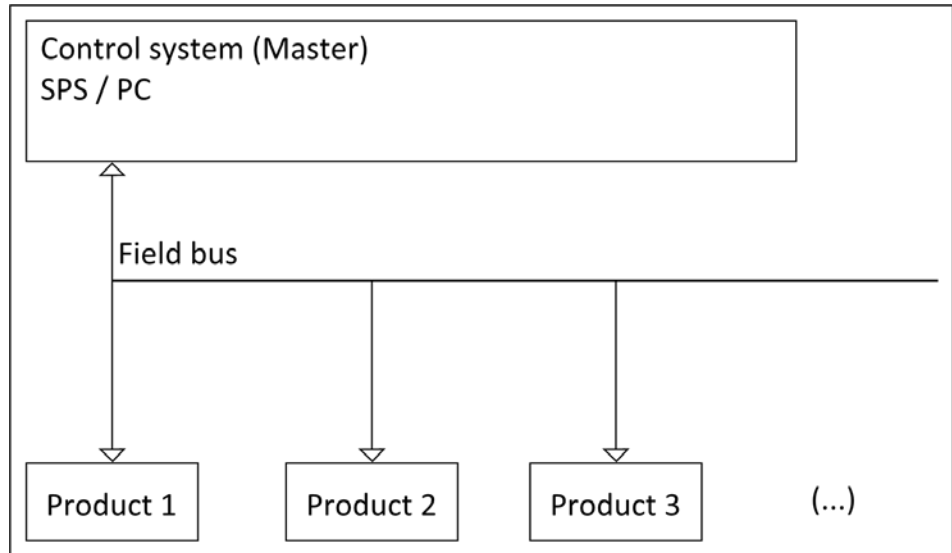 Control system (Master)
SPS / PC
Field bus
Product 1
Product 2
Product 3
(...)